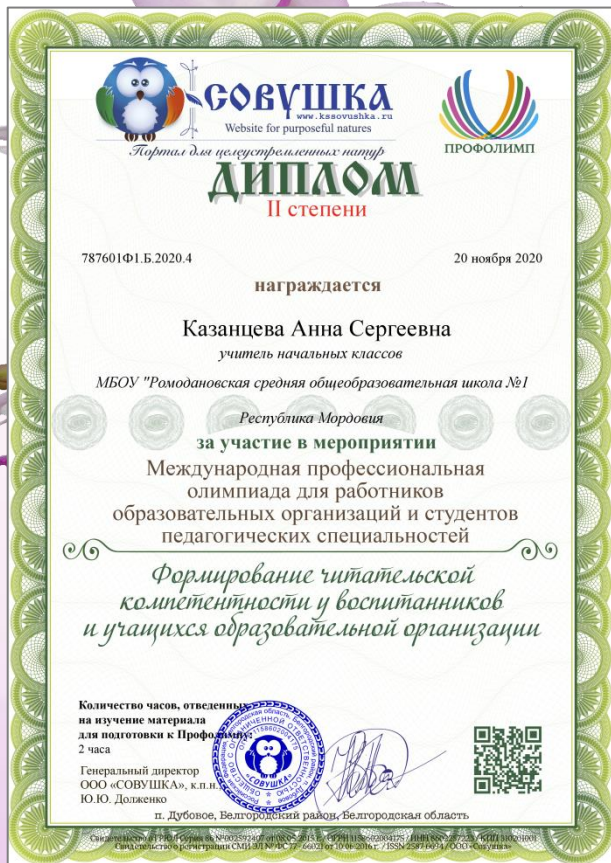 СОВУШКА
www.kssovushka.ru
Website for purposeful natures
Портал для целеустремленных натур
ПРОФОЛИМП
ДИПЛОМ
II степени
787601Ф1.Б.2020.4
20 ноября 2020
награждается
Казанцева Анна Сергеевна
учитель начальных классов
МБОУ "Ромодановская средняя общеобразовательная школа №1
Республика Мордовия
за участие в мероприятии
Международная профессиональная
олимпиада для работников
образовательных организаций и студентов
педагогических специальностей
Формирование читательской
компетентности у воспитанников
и учащихся образовательной организации
Количество часов, отведенных
на изучение материала
для подготовки к Профолимпу:
2 часа
Генеральный директор
ООО «СОВУШКА», к.п.н.
Ю.Ю. Долженко
«СОВУШКА»
п. Дубовое, Белгородский район, Белгородская область